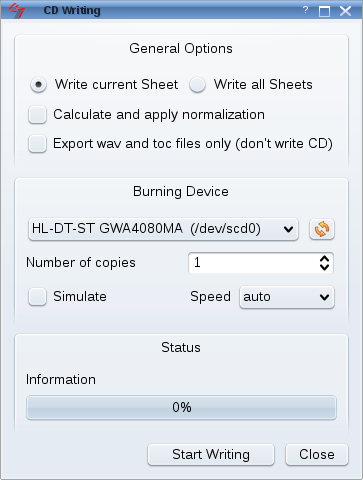 CD Writing
General Options
Write current Sheet Write all Sheets
Calculate and apply normalization
Export wav and toc files only (don't write CD)
Burning Device
HL-DT-ST GWA4080MA (/dev/scd0)
Number of copies 1
Simulate Speed auto
Status
Information
0%
Start Writing Close